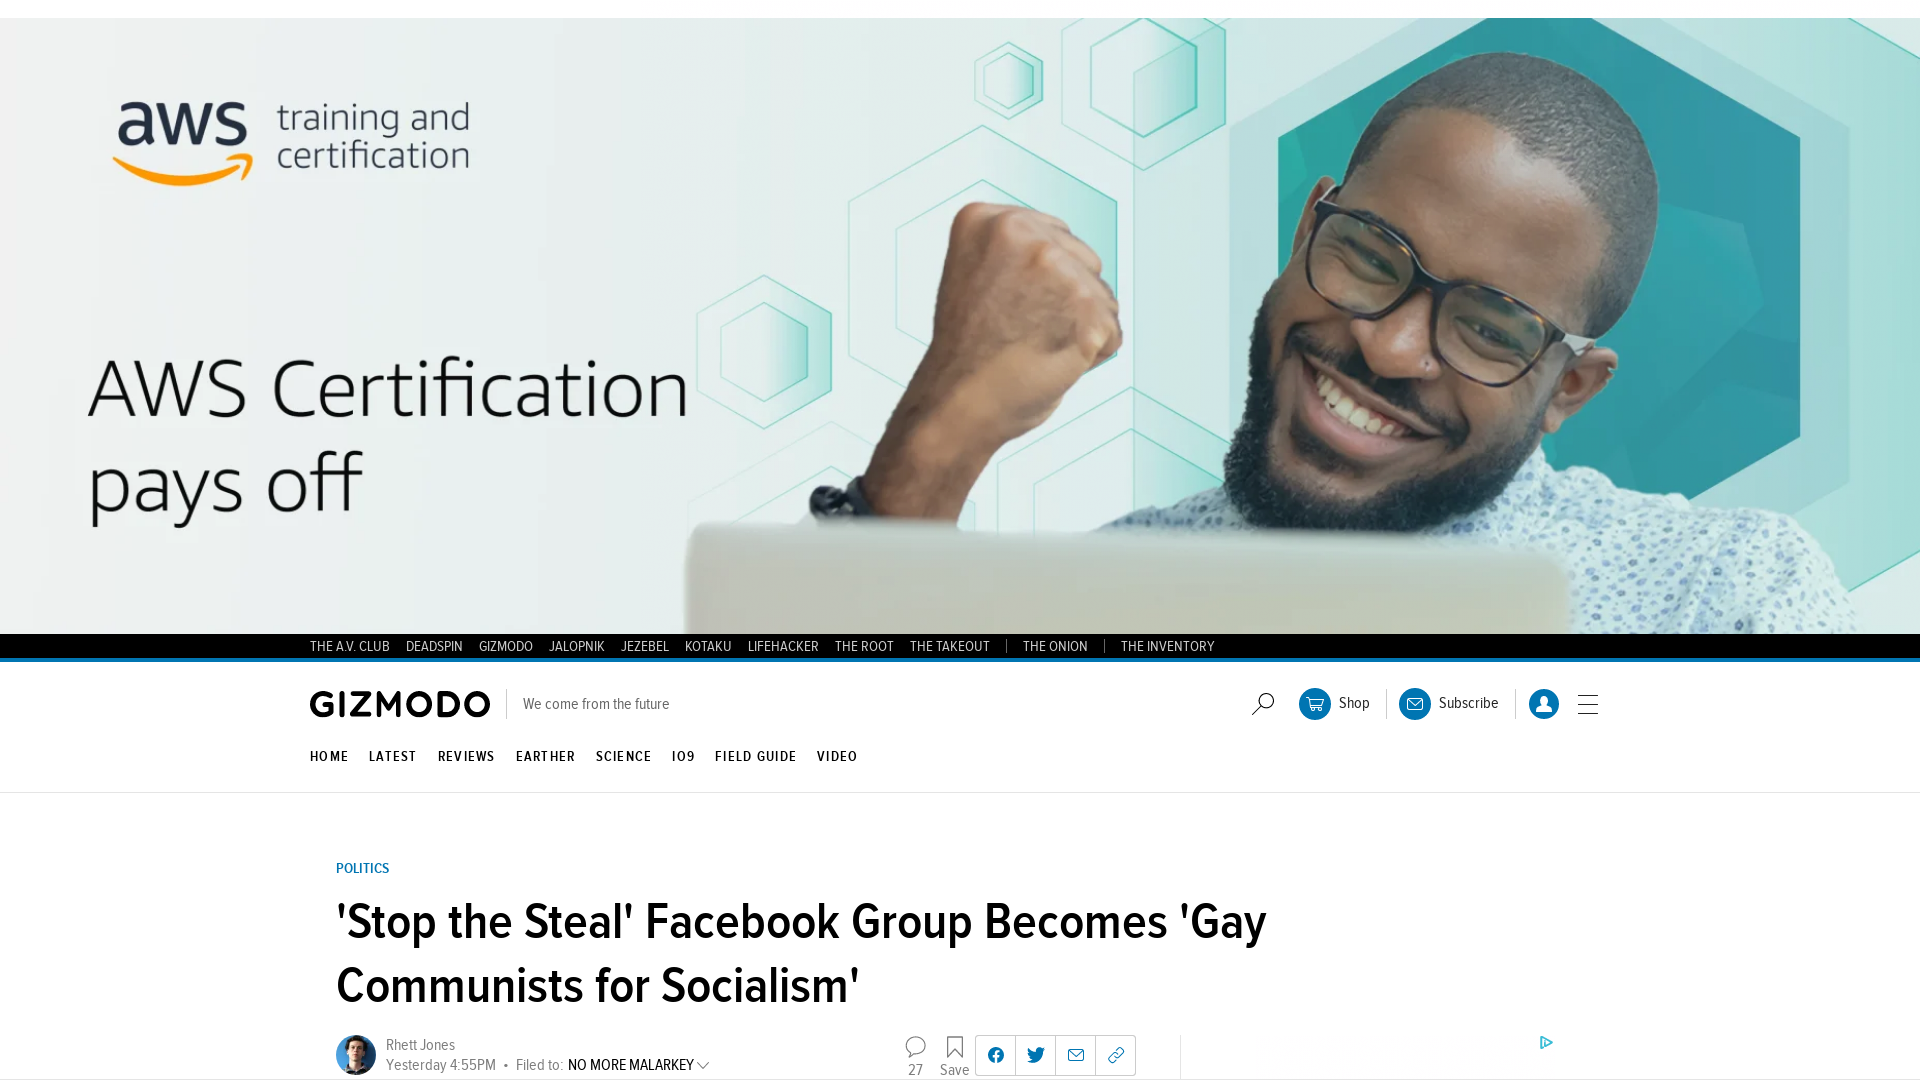 aws training and
certification
AWS Certification
pays off
THE A.V. CLUB DEADSPIN GIZMODO JALOPNIK JEZEBEL KOTAKU LIFEHACKER THE ROOT THE TAKEOUT THE ONION THE INVENTORY
GIZMODO We come from the future Shop Subscribe
HOME LATEST REVIEWS EARTHER SCIENCE IO9 FIELD GUIDE VIDEO
POLITICS
'Stop the Steal' Facebook Group Becomes 'Gay
Communists for Socialism'
Rhett Jones
Yesterday 4:55PM • Filed to: NO MORE MALARKEY
27 Save